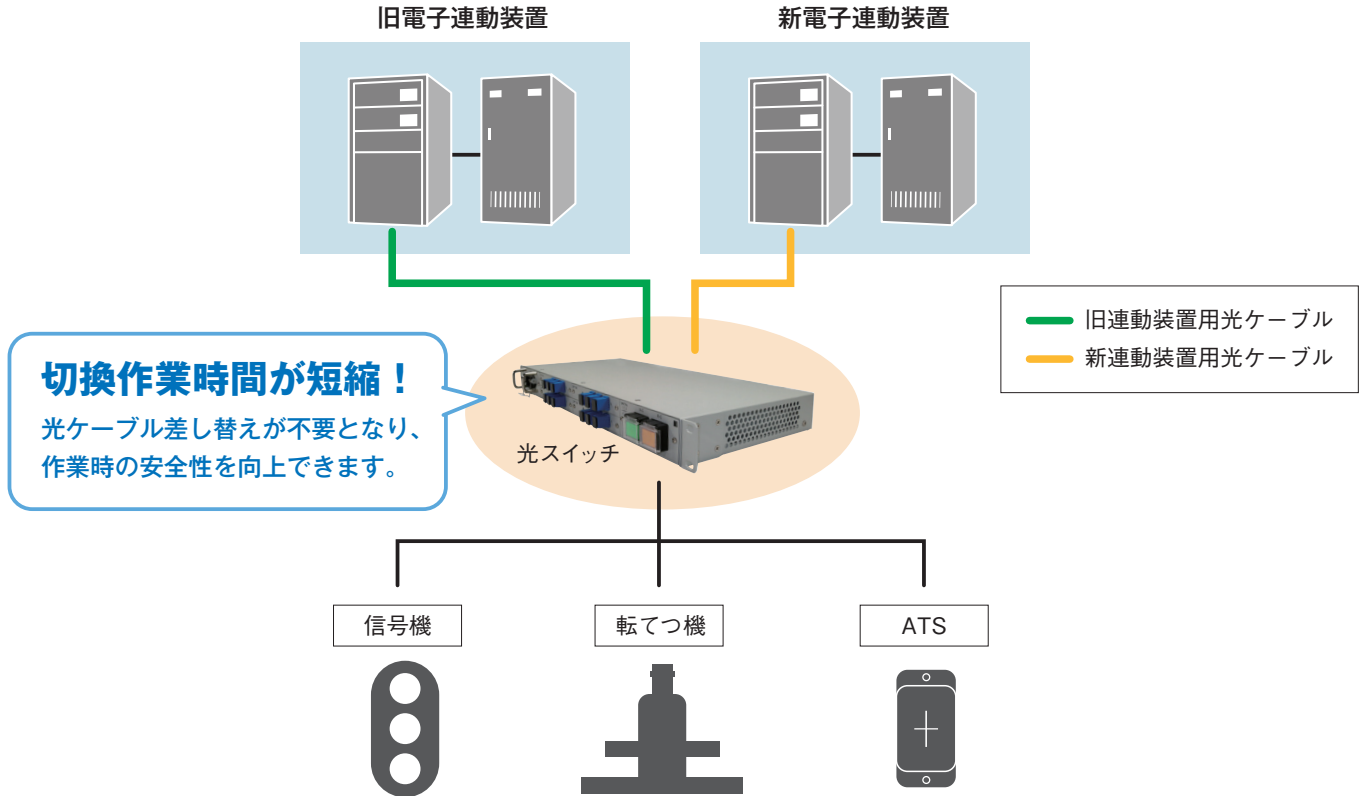 旧電子連動装置
新電子連動装置
旧連動装置用光ケーブル
新連動装置用光ケーブル
切換作業時間が短縮！
光ケーブル差し替えが不要となり、
作業時の安全性を向上できます。
光スイッチ
信号機
転てつ機
ATS